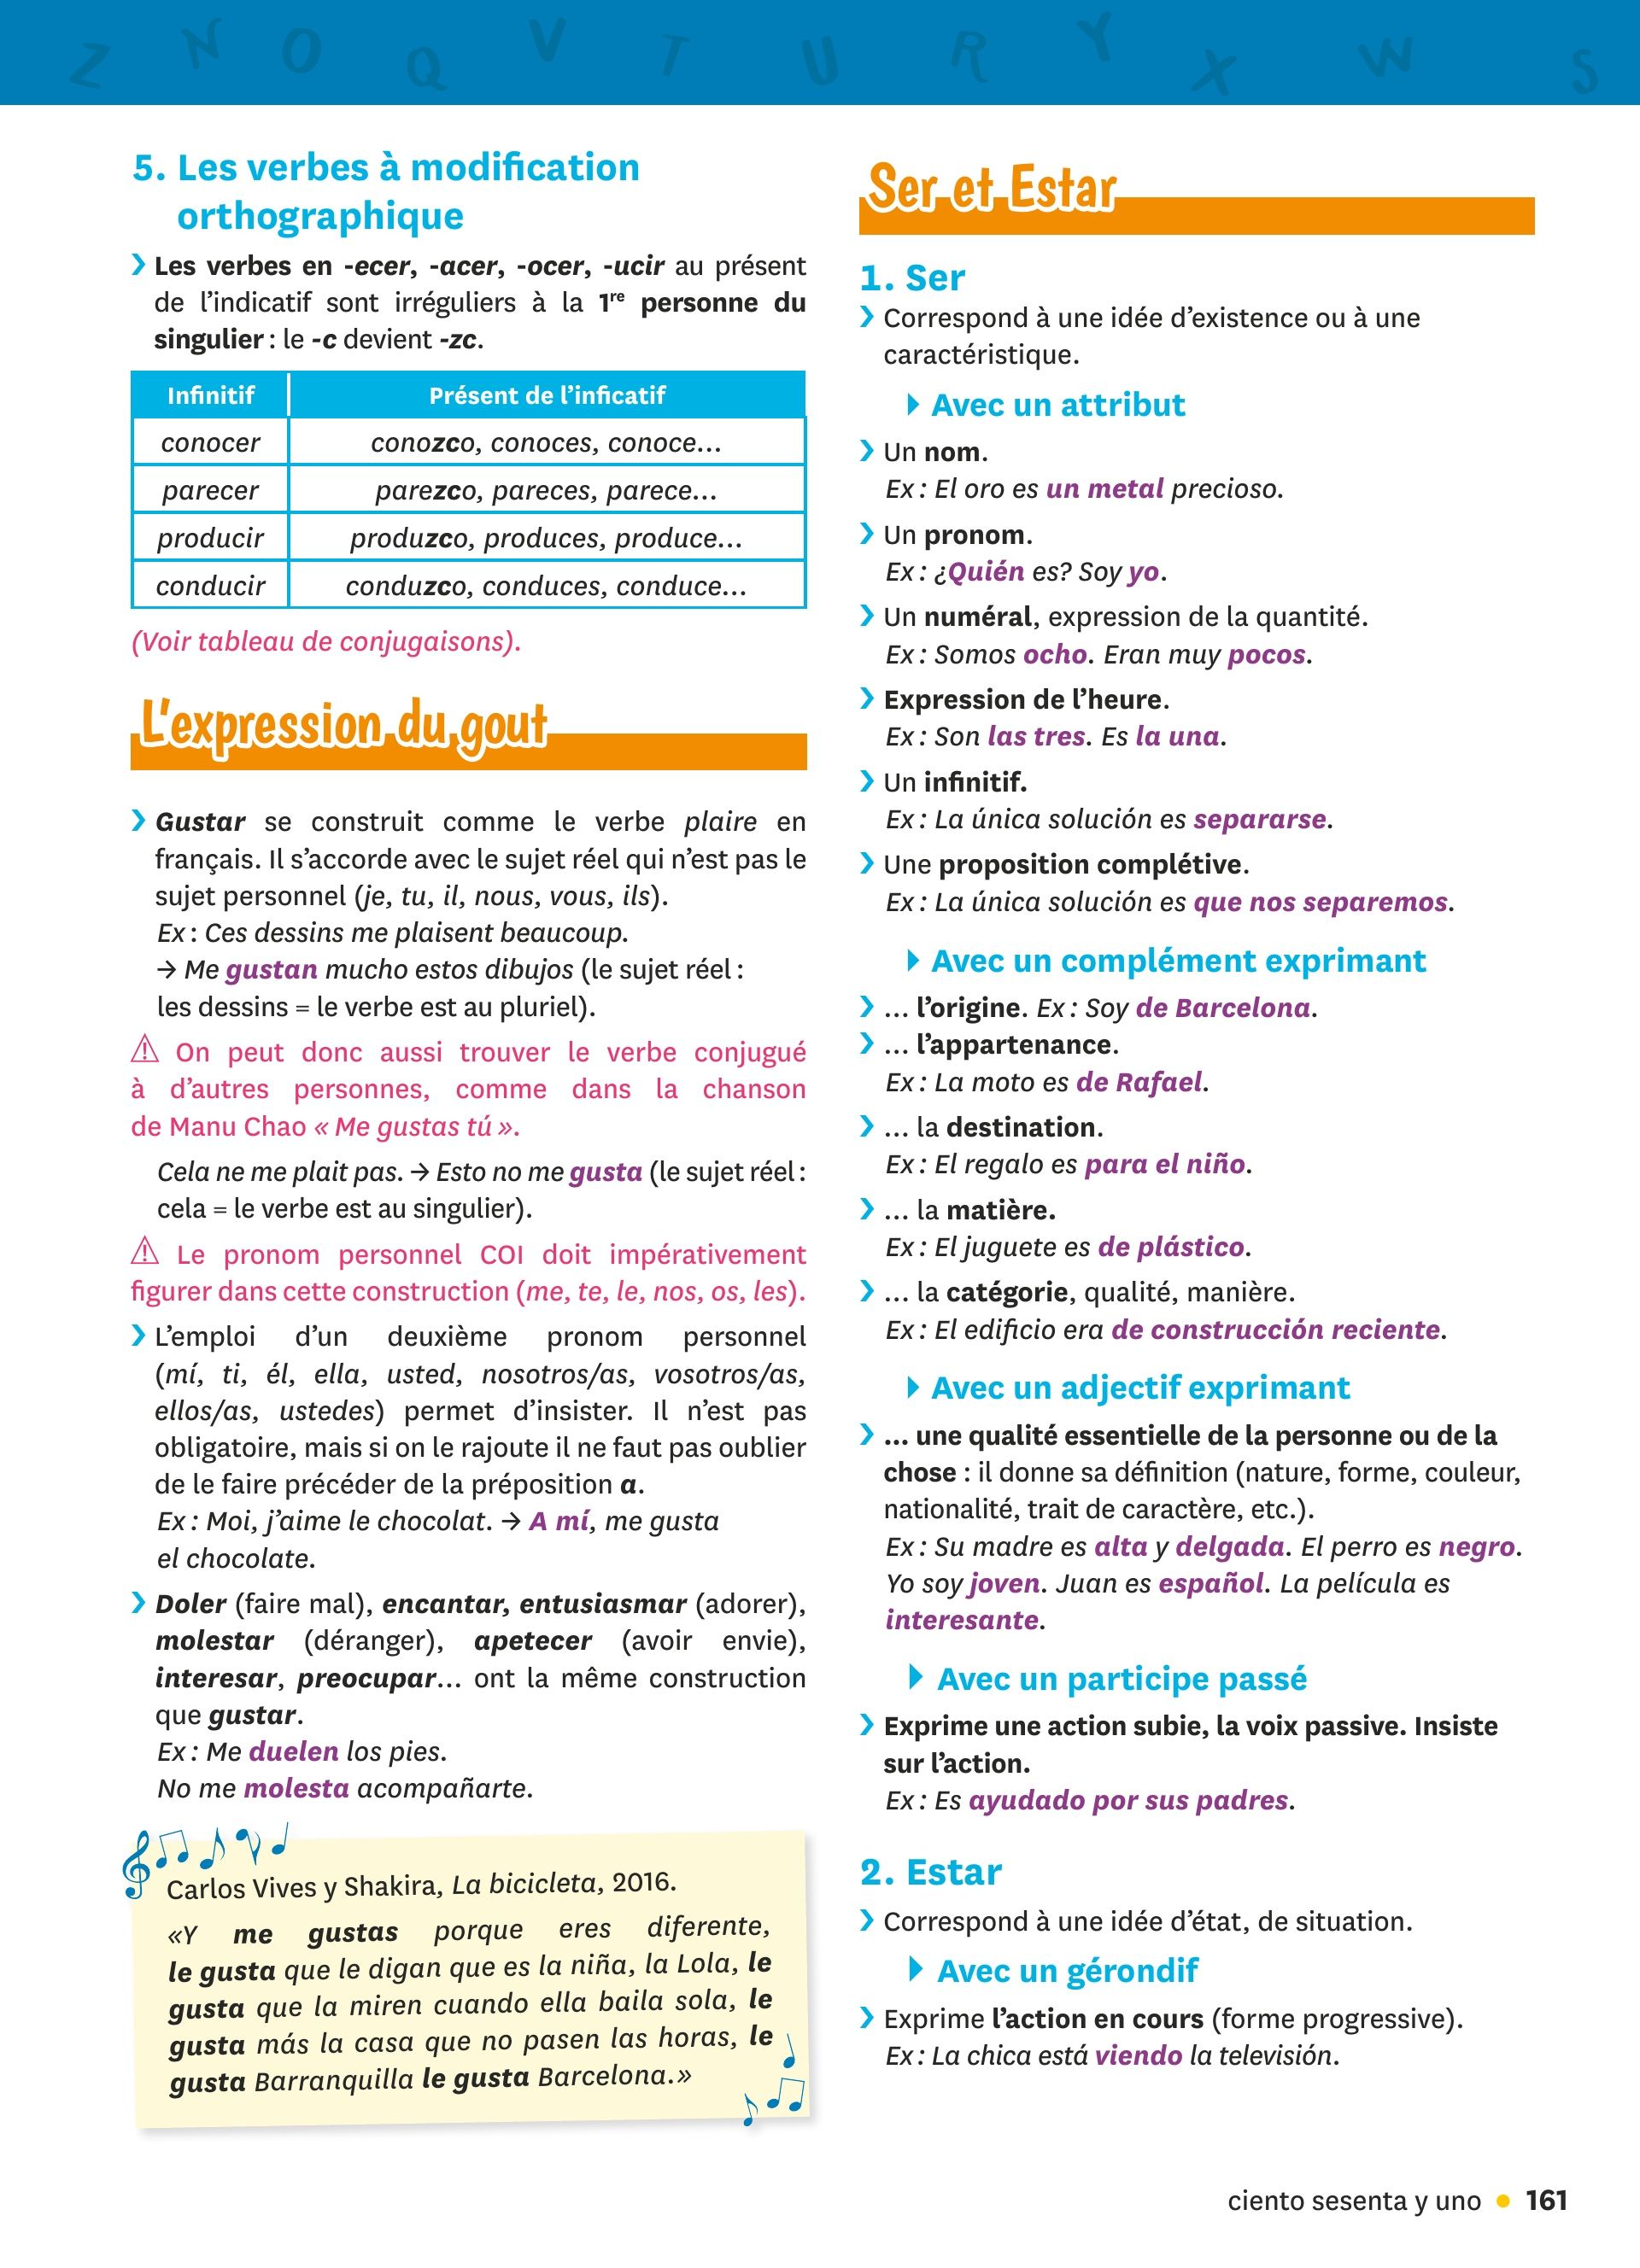 Z N O Q V T U R Y X W S
5. Les verbes à modification
orthographique
❯ Les verbes en -ecer, -acer, -ocer, -ucir au présent
de l’indicatif sont irréguliers à la 1re personne du
singulier : le -c devient -zc.
Infinitif Présent de l’inficatif
conocer conozco, conoces, conoce…
parecer parezco, pareces, parece…
producir produzco, produces, produce…
conducir conduzco, conduces, conduce…
(Voir tableau de conjugaisons).
L’expression du gout
❯ Gustar se construit comme le verbe plaire en
français. Il s’accorde avec le sujet réel qui n’est pas le
sujet personnel (je, tu, il, nous, vous, ils).
Ex : Ces dessins me plaisent beaucoup.
→ Me gustan mucho estos dibujos (le sujet réel :
les dessins = le verbe est au pluriel).
⚠ On peut donc aussi trouver le verbe conjugué
à d’autres personnes, comme dans la chanson
de Manu Chao « Me gustas tú ».
Cela ne me plait pas. → Esto no me gusta (le sujet réel :
cela = le verbe est au singulier).
⚠ Le pronom personnel COI doit impérativement
figurer dans cette construction (me, te, le, nos, os, les).
❯ L’emploi d’un deuxième pronom personnel
(mí, ti, él, ella, usted, nosotros/as, vosotros/as,
ellos/as, ustedes) permet d’insister. Il n’est pas
obligatoire, mais si on le rajoute il ne faut pas oublier
de le faire précéder de la préposition a.
Ex : Moi, j’aime le chocolat. → A mí, me gusta
el chocolate.
❯ Doler (faire mal), encantar, entusiasmar (adorer),
molestar (déranger), apetecer (avoir envie),
interesar, preocupar… ont la même construction
que gustar.
Ex : Me duelen los pies.
No me molesta acompañarte.
Carlos Vives y Shakira, La bicicleta, 2016.
«Y me gustas porque eres diferente,
le gusta que le digan que es la niña, la Lola, le
gusta que la miren cuando ella baila sola, le
gusta más la casa que no pasen las horas, le
gusta Barranquilla le gusta Barcelona.»
Ser et Estar
1. Ser
❯ Correspond à une idée d’existence ou à une
caractéristique.
Avec un attribut
❯ Un nom.
Ex : El oro es un metal precioso.
❯ Un pronom.
Ex : ¿Quién es? Soy yo.
❯ Un numéral, expression de la quantité.
Ex : Somos ocho. Eran muy pocos.
❯ Expression de l’heure.
Ex : Son las tres. Es la una.
❯ Un infinitif.
Ex : La única solución es separarse.
❯ Une proposition complétive.
Ex : La única solución es que nos separemos.
Avec un complément exprimant
❯ … l’origine. Ex : Soy de Barcelona.
❯ … l’appartenance.
Ex : La moto es de Rafael.
❯ … la destination.
Ex : El regalo es para el niño.
❯ … la matière.
Ex : El juguete es de plástico.
❯ … la catégorie, qualité, manière.
Ex : El edificio era de construcción reciente.
Avec un adjectif exprimant
❯ … une qualité essentielle de la personne ou de la
chose : il donne sa définition (nature, forme, couleur,
nationalité, trait de caractère, etc.).
Ex : Su madre es alta y delgada. El perro es negro.
Yo soy joven. Juan es español. La película es
interesante.
Avec un participe passé
❯ Exprime une action subie, la voix passive. Insiste
sur l’action.
Ex : Es ayudado por sus padres.
2. Estar
❯ Correspond à une idée d’état, de situation.
Avec un gérondif
❯ Exprime l’action en cours (forme progressive).
Ex : La chica está viendo la televisión.
ciento sesenta y uno • 161